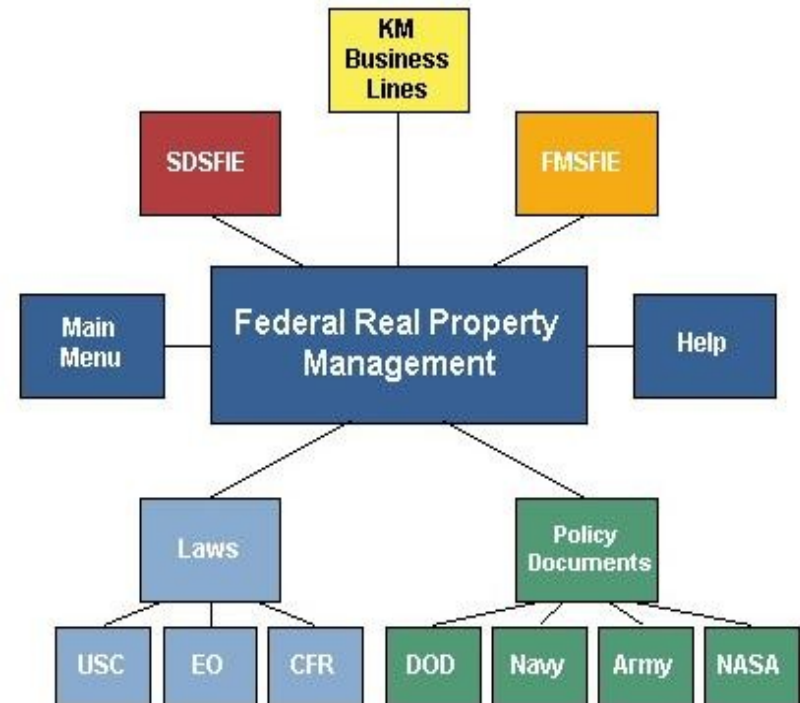 KM
Business
Lines
SDSFIE
FMSFIE
Main
Menu
Federal Real Property
Management
Help
Laws
Policy
Documents
USC
EO
CFR
DOD
Navy
Army
NASA